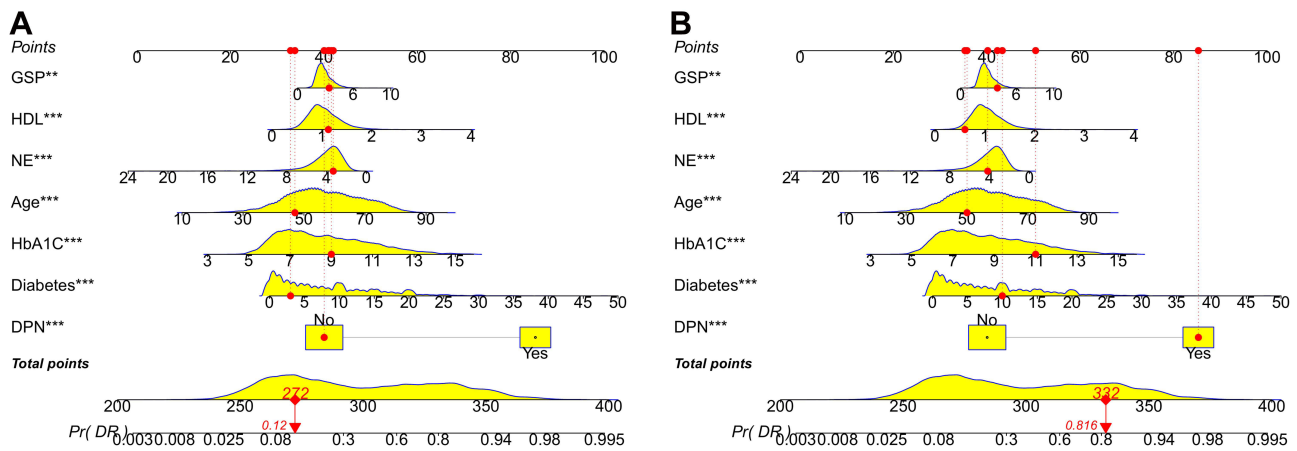 A
Points
0 20 40 60 80 100
GSP**
0 6 10
HDL***
0 1 2 3 4
NE***
24 20 16 12 8 4 0
Age***
10 30 50 70 90
HbA1C***
3 5 7 9 11 13 15
Diabetes***
0 5 10 15 20 25 30 35 40 45 50
DPN***
No
Yes
Total points
272
200 250 300 350 400
0.12
Pr( DR )
0.003 0.008 0.025 0.08 0.3 0.6 0.8 0.94 0.98 0.995
B
Points
0 20 40 60 80 100
GSP**
0 6 10
HDL***
0 1 2 3 4
NE***
24 20 16 12 8 4 0
Age***
10 30 50 70 90
HbA1C***
3 5 7 9 11 13 15
Diabetes***
0 5 10 15 20 25 30 35 40 45 50
DPN***
No
Yes
Total points
332
200 250 300 350 400
0.816
Pr( DR )
0.003 0.008 0.025 0.08 0.3 0.6 0.8 0.94 0.98 0.995